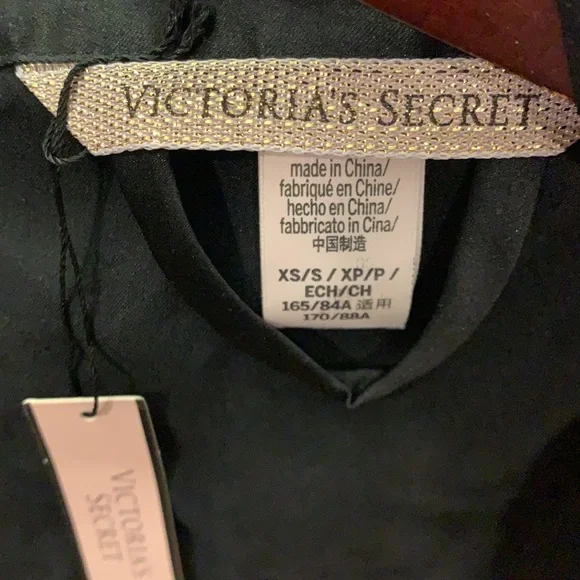 VICTORIA'S SECRET
made in China/
fabriqué en Chine/
hecho en China/
fabbricato in Cina/
中国制造
XS/S / XP/P /
ECH/CH
165/84A 适用
170/88A
VICTORIA'S
SECRET